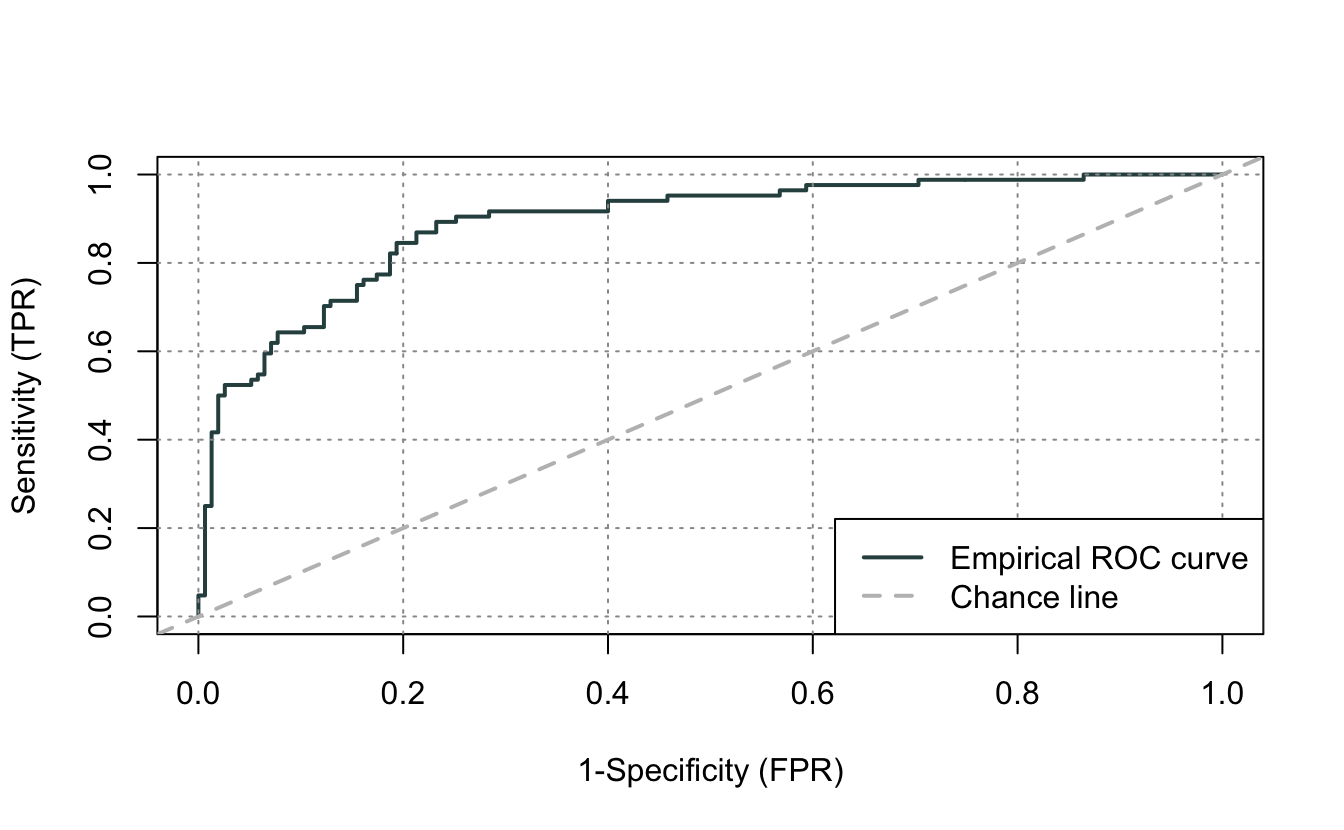 Sensitivity (TPR)
1.0
0.8
0.6
0.4
0.2
0.0
Empirical ROC curve
Chance line
0.0 0.2 0.4 0.6 0.8 1.0
1-Specificity (FPR)